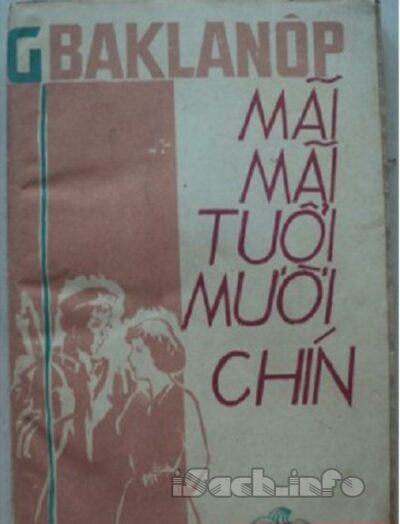 G BAKLANÔP
MÃI
MÃI
TUỔI
MƯỜI
CHÍN
iSach.info